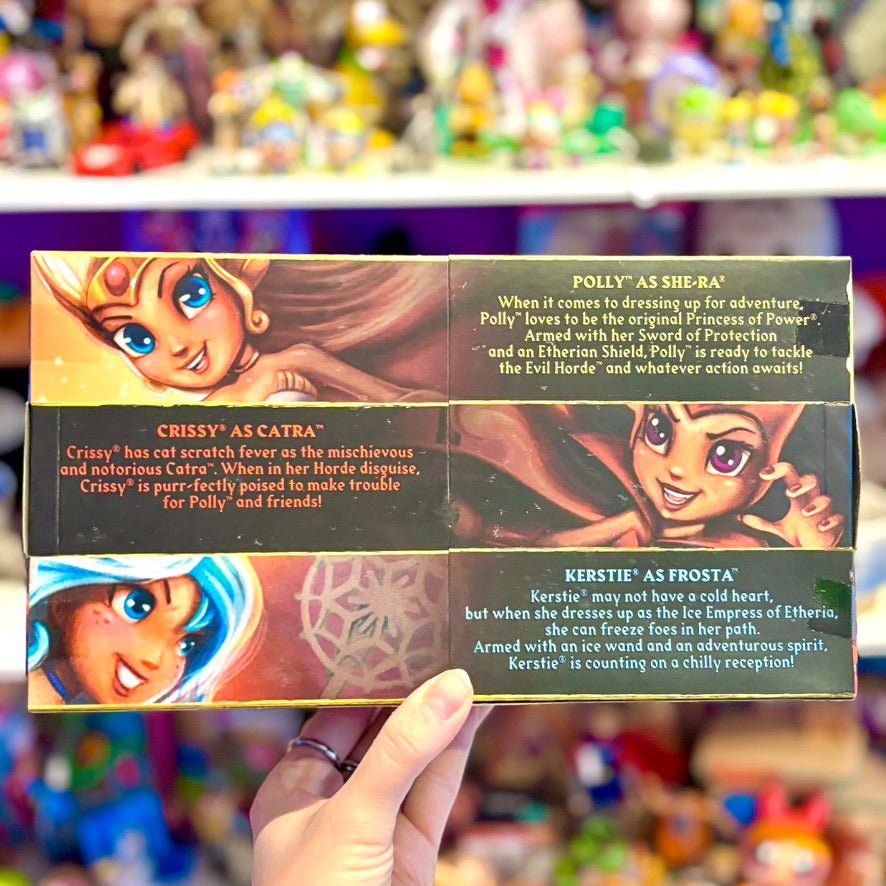 POLLY™ AS SHE-RA®
When it comes to dressing up for adventure,
Polly™ loves to be the original Princess of Power®.
Armed with her Sword of Protection
and an Etherian Shield, Polly™ is ready to tackle
the Evil Horde™ and whatever action awaits!
CRISSY® AS CATRA™
Crissy® has cat scratch fever as the mischievous
and notorious Catra™. When in her Horde disguise,
Crissy® is purr-fectly poised to make trouble
for Polly™ and friends!
KERSTIE® AS FROSTA™
Kerstie® may not have a cold heart,
but when she dresses up as the Ice Empress of Etheria,
she can freeze foes in her path.
Armed with an ice wand and an adventurous spirit,
Kerstie® is counting on a chilly reception!